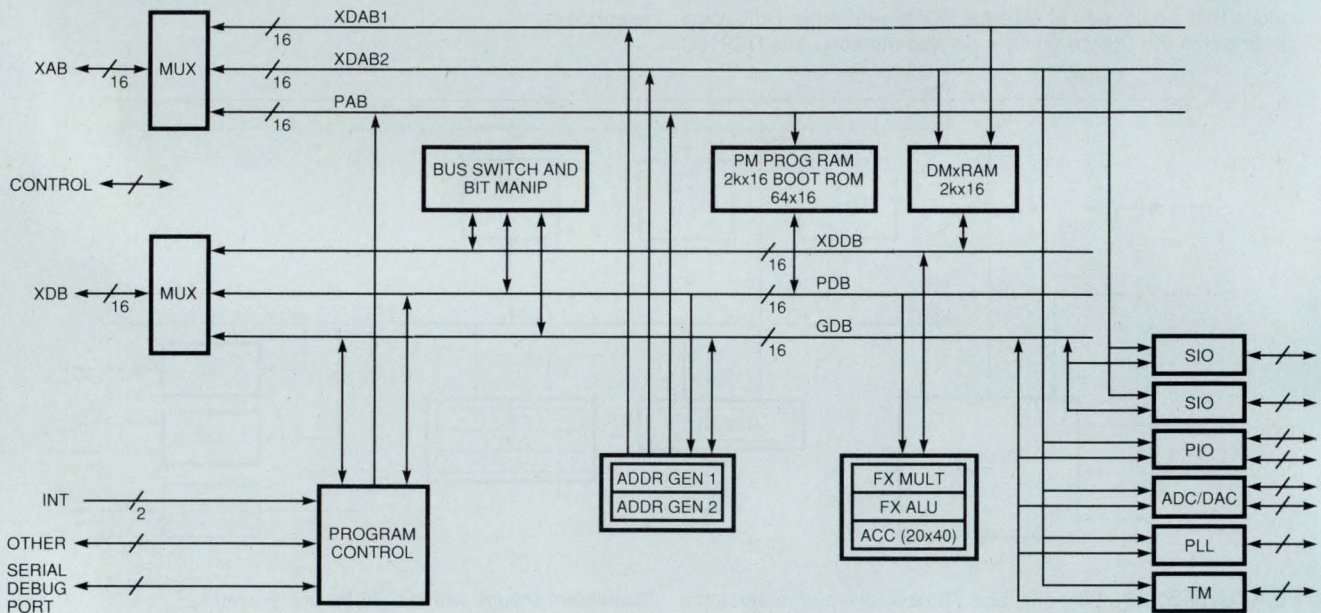 XDAB1
16
XDAB2
16
XAB
16
MUX
PAB
16
BUS SWITCH AND
BIT MANIP
PM PROG RAM
2kx16 BOOT ROM
64x16
DMxRAM
2kx16
CONTROL
XDDB
16
XDB
16
MUX
PDB
16
GDB
16
SIO
SIO
PIO
ADC/DAC
PLL
TM
ADDR GEN 1
ADDR GEN 2
FX MULT
FX ALU
ACC (20x40)
INT
2
OTHER
SERIAL
DEBUG
PORT
PROGRAM
CONTROL